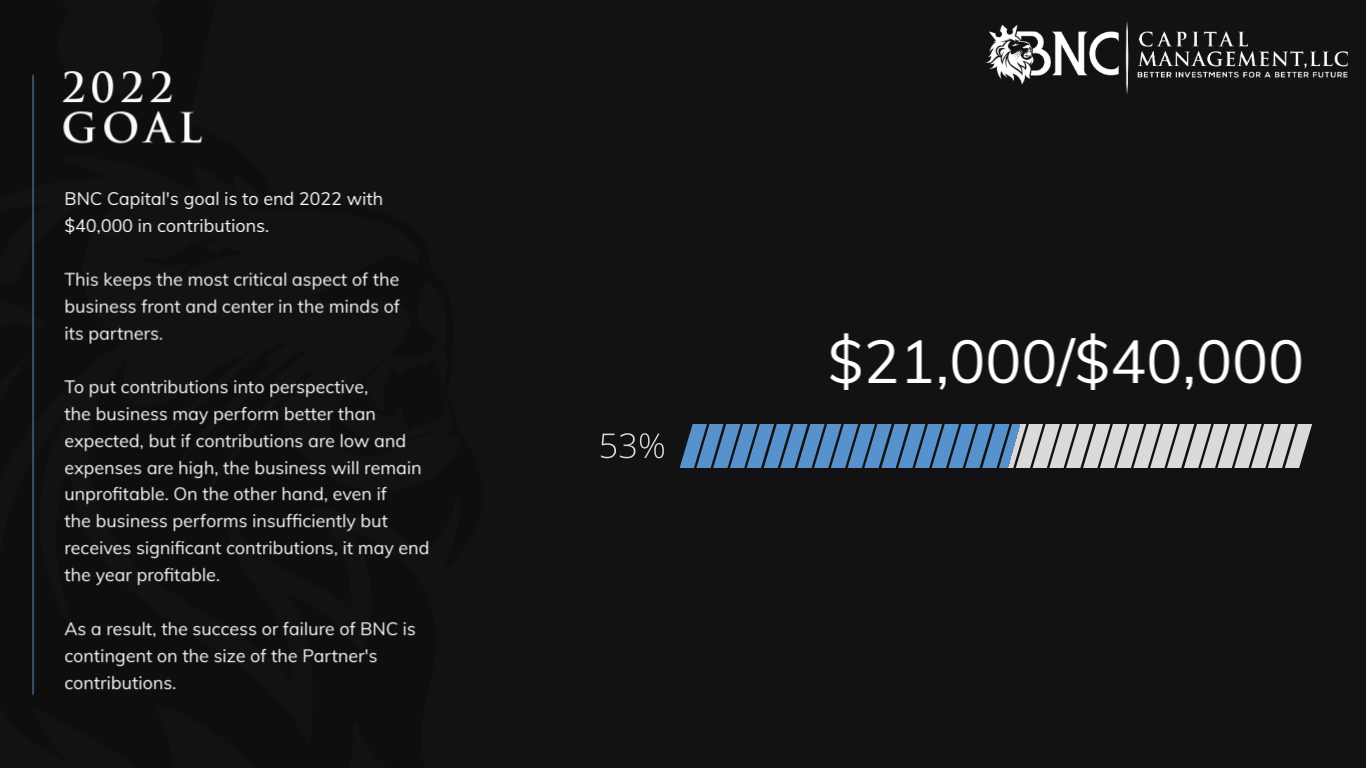 BNC
CAPITAL
MANAGEMENT,LLC
BETTER INVESTMENTS FOR A BETTER FUTURE
2022
GOAL
BNC Capital's goal is to end 2022 with
$40,000 in contributions.
This keeps the most critical aspect of the
business front and center in the minds of
its partners.
To put contributions into perspective,
the business may perform better than
expected, but if contributions are low and
expenses are high, the business will remain
unprofitable. On the other hand, even if
the business performs insufficiently but
receives significant contributions, it may end
the year profitable.
As a result, the success or failure of BNC is
contingent on the size of the Partner's
contributions.
$21,000/$40,000
53%